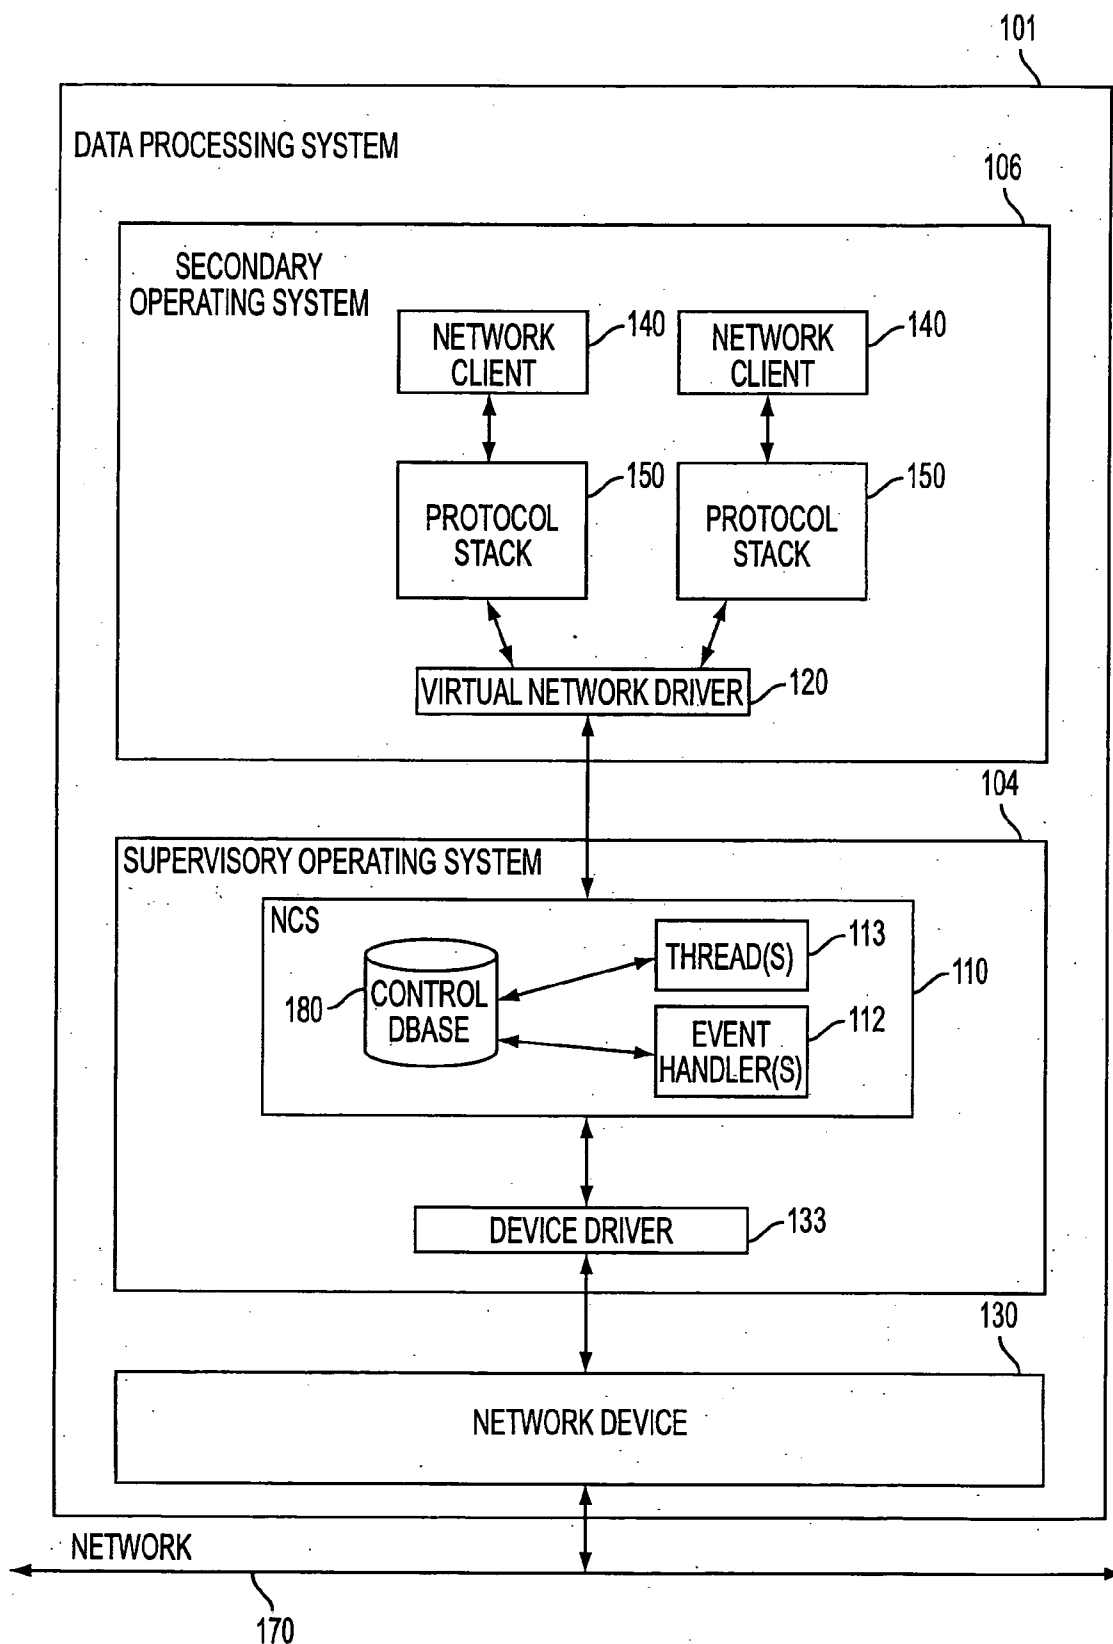 101
DATA PROCESSING SYSTEM
106
SECONDARY
OPERATING SYSTEM
NETWORK
CLIENT
140
NETWORK
CLIENT
140
PROTOCOL
STACK
150
PROTOCOL
STACK
150
VIRTUAL NETWORK DRIVER
120
104
SUPERVISORY OPERATING SYSTEM
NCS
THREAD(S)
113
110
180
CONTROL
DBASE
EVENT
HANDLER(S)
112
DEVICE DRIVER
133
130
NETWORK DEVICE
NETWORK
170